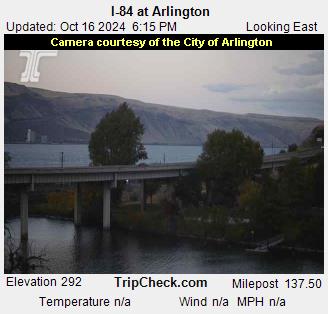 I-84 at Arlington
Updated: Oct 16 2024 6:15 PM Looking East
Camera courtesy of the City of Arlington
Elevation 292 TripCheck.com Milepost 137.50
Temperature n/a Wind n/a MPH n/a